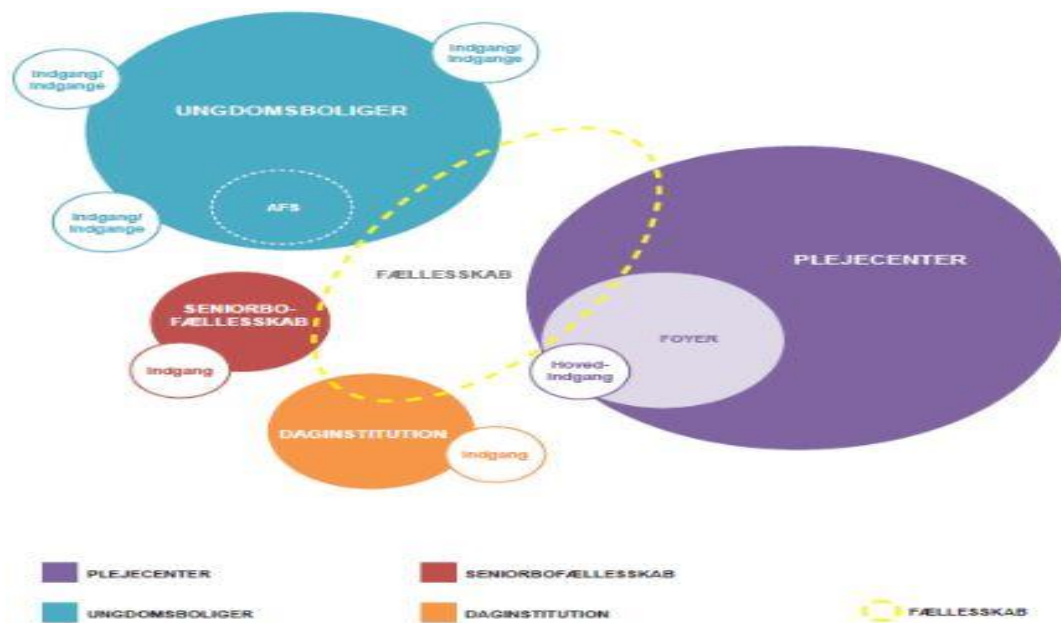 Indgang/
Indgange
Indgang/
Indgange
UNGDOMSBOLIGER
AFS
Indgang/
Indgange
FÆLLESSKAB
PLEJECENTER
SENIORBO-
FÆLLESSKAB
FOYER
Indgang
Hoved-
Indgang
DAGINSTITUTION
Indgang
PLEJECENTER
SENIORBOFÆLLESSKAB
UNGDOMSBOLIGER
DAGINSTITUTION
FÆLLESSKAB